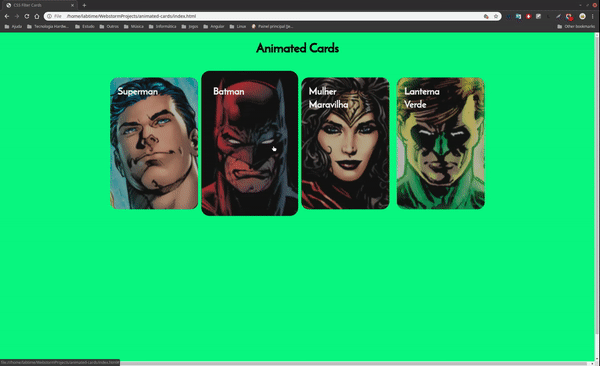 CSS Filter Cards
File /home/labtime/WebstormProjects/animated-cards/index.html
Ajuda Tecnologia Horde... Estudo Outros Música Informática Jogos Angular Linux Painel principal (je... Other bookmarks
Animated Cards
Superman Batman Mulher Maravilha Lanterna Verde
file:///home/labtime/WebstormProjects/animated-cards/index.html